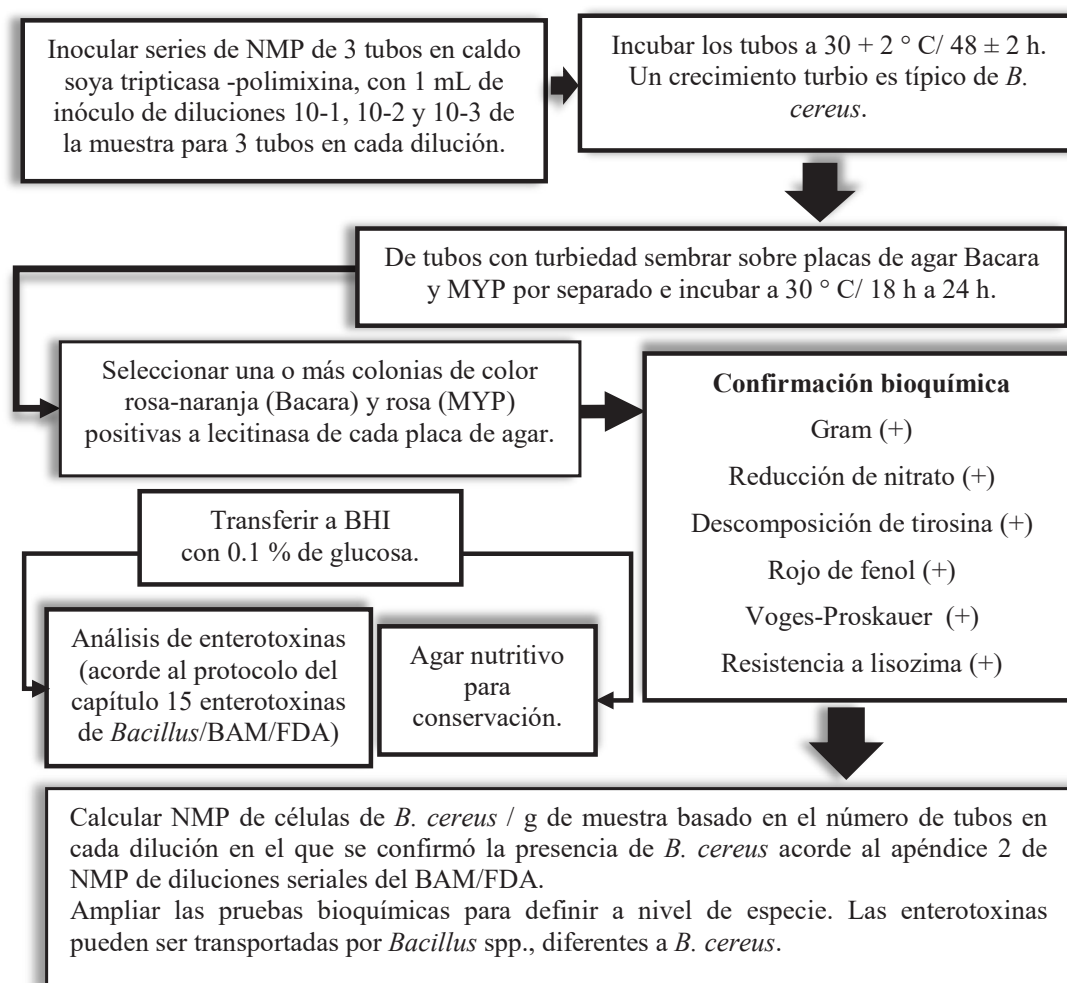 Inocular series de NMP de 3 tubos en caldo
soya tripticasa -polimixina, con 1 mL de
inóculo de diluciones 10-1, 10-2 y 10-3 de
la muestra para 3 tubos en cada dilución.
Incubar los tubos a 30 + 2 ° C/ 48 ± 2 h.
Un crecimiento turbio es típico de B.
cereus.
De tubos con turbiedad sembrar sobre placas de agar Bacara
y MYP por separado e incubar a 30 ° C/ 18 h a 24 h.
Seleccionar una o más colonias de color
rosa-naranja (Bacara) y rosa (MYP)
positivas a lecitinasa de cada placa de agar.
Confirmación bioquímica
Gram (+)
Reducción de nitrato (+)
Descomposición de tirosina (+)
Rojo de fenol (+)
Voges-Proskauer (+)
Resistencia a lisozima (+)
Transferir a BHI
con 0.1 % de glucosa.
Análisis de enterotoxinas
(acorde al protocolo del
capítulo 15 enterotoxinas
de Bacillus/BAM/FDA)
Agar nutritivo
para
conservación.
Calcular NMP de células de B. cereus / g de muestra basado en el número de tubos en
cada dilución en el que se confirmó la presencia de B. cereus acorde al apéndice 2 de
NMP de diluciones seriales del BAM/FDA.
Ampliar las pruebas bioquímicas para definir a nivel de especie. Las enterotoxinas
pueden ser transportadas por Bacillus spp., diferentes a B. cereus.